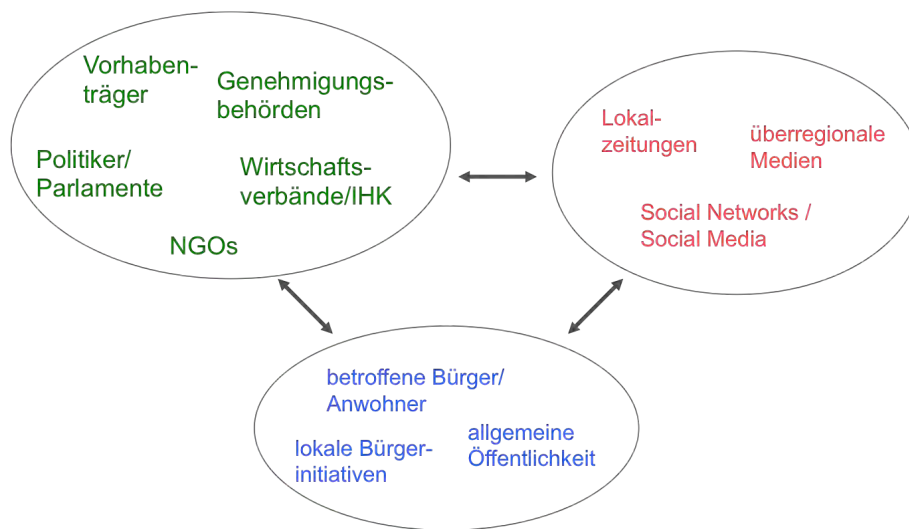 Vorhaben-
träger
Genehmigungs-
behörden
Politiker/
Parlamente
Wirtschafts-
verbände/IHK
NGOs
Lokal-
zeitungen
überregionale
Medien
Social Networks /
Social Media
betroffene Bürger/
Anwohner
lokale Bürger-
initiativen
allgemeine
Öffentlichkeit